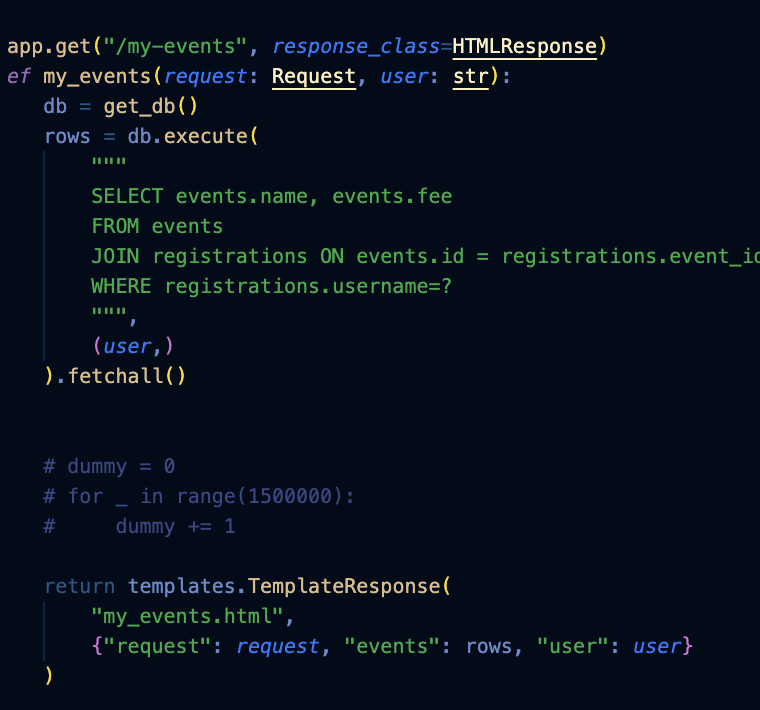 app.get("/my-events", response_class=HTMLResponse)
ef my_events(request: Request, user: str):
db = get_db()
rows = db.execute(
"""
SELECT events.name, events.fee
FROM events
JOIN registrations ON events.id = registrations.event_id
WHERE registrations.username=?
""",
(user,)
).fetchall()
# dummy = 0
# for _ in range(1500000):
#     dummy += 1
return templates.TemplateResponse(
"my_events.html",
{"request": request, "events": rows, "user": user}
)